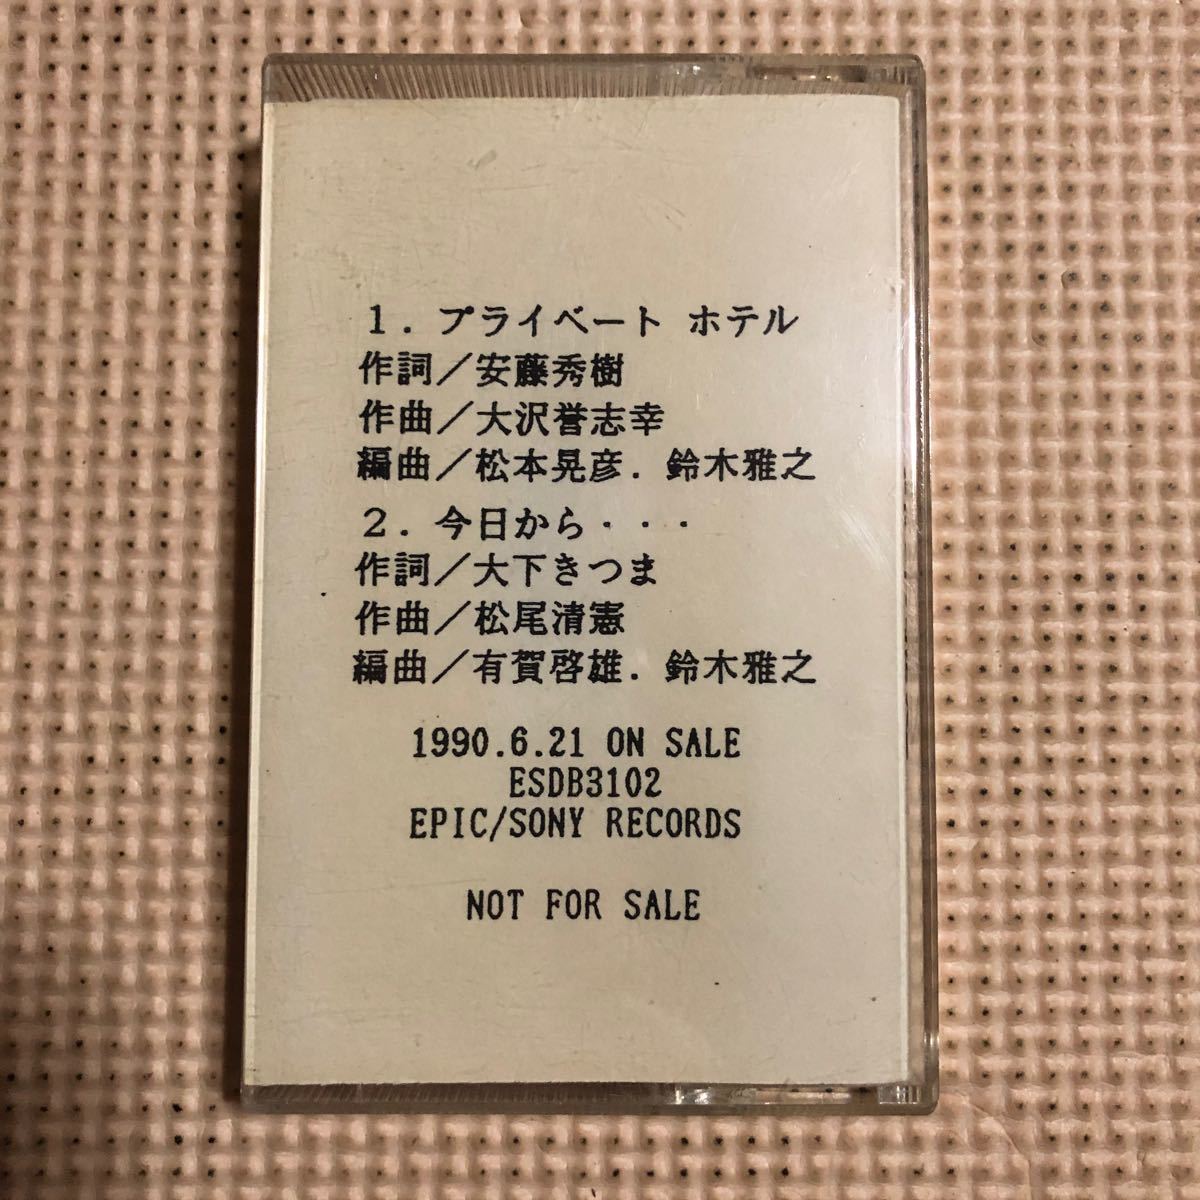 １．プライベート ホテル
作詞／安藤秀樹
作曲／大沢誉志幸
編曲／松本晃彦．鈴木雅之
２．今日から・・・
作詞／大下きつま
作曲／松尾清憲
編曲／有賀啓雄．鈴木雅之
1990.6.21 ON SALE
ESDB3102
EPIC/SONY RECORDS
NOT FOR SALE